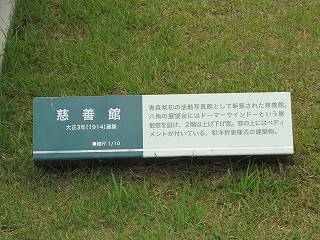 慈善館
大正3年(1914)建築
■縮尺 1/10
青森県初の活動写真館として新築された慈善館、
八角の展望台にはドーマーウインドーという屋
根窓を設け、2階は上げ下げ窓。窓の上にはペディ
メントが付いている、和洋折衷様式の建築物。